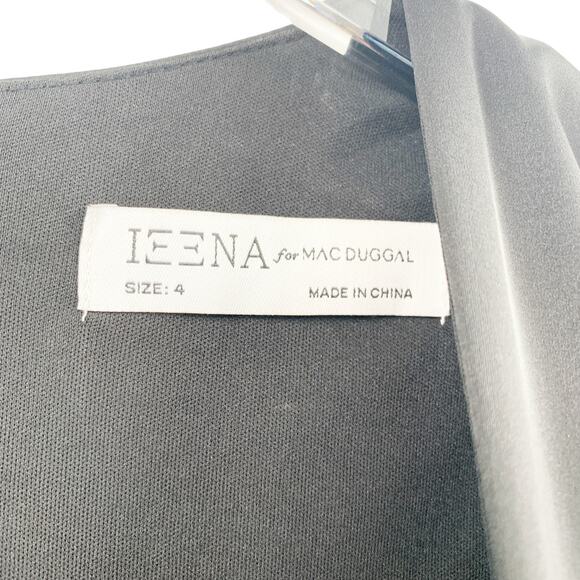 IEENA for MAC DUGGAL
SIZE: 4 MADE IN CHINA